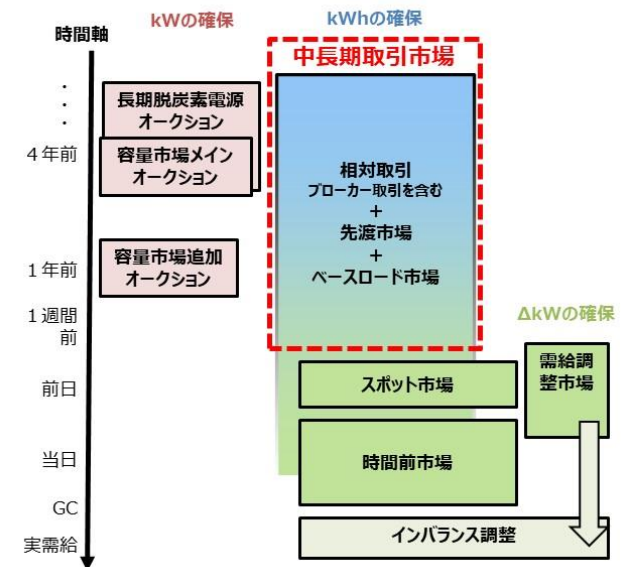 kWの確保
kWhの確保
時間軸
中長期取引市場
・
・
・
長期脱炭素電源
オークション
4年前
容量市場メイン
オークション
相対取引
ブローカー取引を含む
+
先渡市場
+
ベースロード市場
容量市場追加
オークション
1年前
1週間
前
ΔkWの確保
需給調
整市場
スポット市場
前日
時間前市場
当日
GC
インバランス調整
実需給